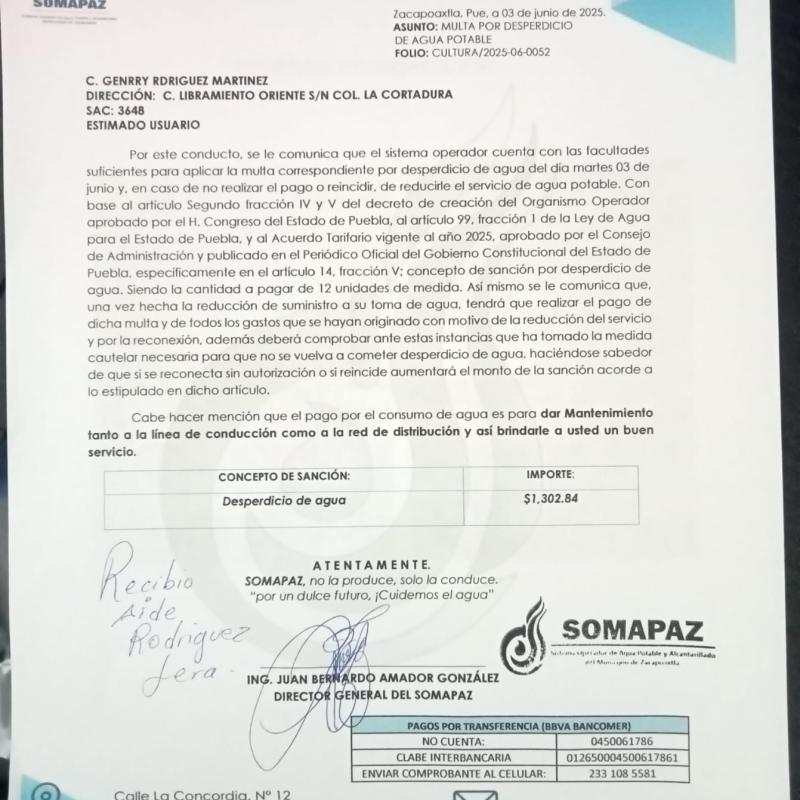 SOMAPAZ
Zacapoaxtla, Pue, a 03 de junio de 2025.
ASUNTO: MULTA POR DESPERDICIO
DE AGUA POTABLE
FOLIO: CULTURA/2025-06-0052
C. GENRRY RDRIGUEZ MARTINEZ
DIRECCIÓN: C. LIBRAMIENTO ORIENTE S/N COL. LA CORTADURA
SAC: 3648
ESTIMADO USUARIO
Por este conducto, se le comunica que el sistema operador cuenta con las facultades
suficientes para aplicar la multa correspondiente por desperdicio de agua del día martes 03 de
junio y, en caso de no realizar el pago o reincidir, de reducirle el servicio de agua potable. Con
base al artículo Segundo fracción IV y V del decreto de creación del Organismo Operador
aprobado por el H. Congreso del Estado de Puebla, al artículo 99, fracción 1 de la Ley de Agua
para el Estado de Puebla, y al Acuerdo Tarifario vigente al año 2025, aprobado por el Consejo
de Administración y publicado en el Periódico Oficial del Gobierno Constitucional del Estado de
Puebla, específicamente en el artículo 14, fracción V; concepto de sanción por desperdicio de
agua. Siendo la cantidad a pagar de 12 unidades de medida. Así mismo se le comunica que,
una vez hecha la reducción de suministro a su toma de agua, tendrá que realizar el pago de
dicha multa y de todos los gastos que se hayan originado con motivo de la reducción del servicio
y por la reconexión, además deberá comprobar ante estas instancias que ha tomado la medida
cautelar necesaria para que no se vuelva a cometer desperdicio de agua, haciéndose sabedor
de que si se reconecta sin autorización o si reincide aumentará el monto de la sanción acorde a
lo estipulado en dicho artículo.
Cabe hacer mención que el pago por el consumo de agua es para dar Mantenimiento
tanto a la línea de conducción como a la red de distribución y así brindarle a usted un buen
servicio.
CONCEPTO DE SANCIÓN: IMPORTE:
Desperdicio de agua $1,302.84
ATENTAMENTE.
SOMAPAZ, no la produce, solo la conduce.
"por un dulce futuro, ¡Cuidemos el agua"
Recibio
Aide
Rodriguez
Jera
SOMAPAZ
Sistema Operador de Agua Potable y Alcantarillado
del Municipio de Zacapoaxtla
ING. JUAN BERNARDO AMADOR GONZÁLEZ
DIRECTOR GENERAL DEL SOMAPAZ
PAGOS POR TRANSFERENCIA (BBVA BANCOMER)
NO CUENTA: 0450061786
CLABE INTERBANCARIA 012650004500617861
ENVIAR COMPROBANTE AL CELULAR: 233 108 5581
Calle La Concordia, Nº 12